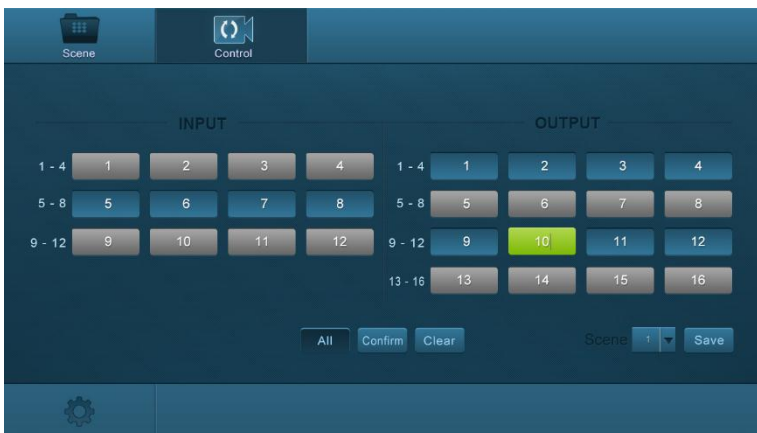 Scene Control
INPUT OUTPUT
1 - 4 1 2 3 4 1 - 4 1 2 3 4
5 - 8 5 6 7 8 5 - 8 5 6 7 8
9 - 12 9 10 11 12 9 - 12 9 10 11 12
13 - 16 13 14 15 16
All Confirm Clear Scene 1 Save